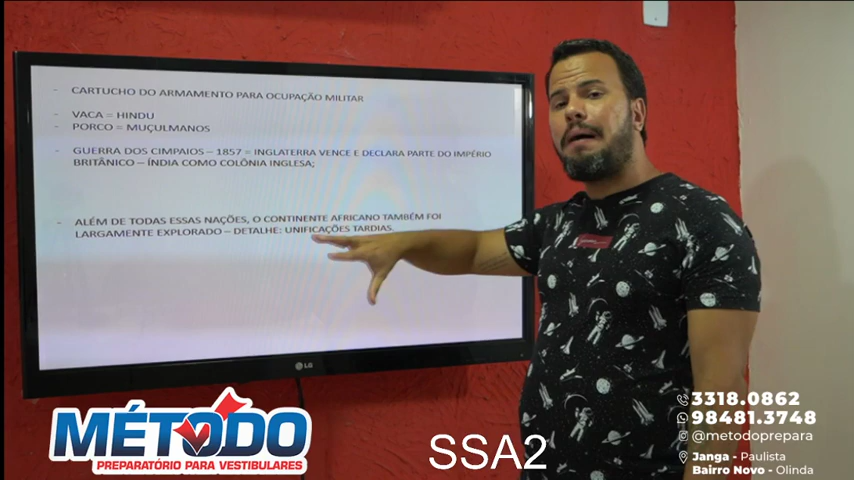 - CARTUCHO DO ARMAMENTO PARA OCUPAÇÃO MILITAR
- VACA = HINDU
- PORCO = MUÇULMANOS
- GUERRA DOS CIMPAIOS – 1857 = INGLATERRA VENCE E DECLARA PARTE DO IMPÉRIO
BRITÂNICO – ÍNDIA COMO COLÔNIA INGLESA;
- ALÉM DE TODAS ESSAS NAÇÕES, O CONTINENTE AFRICANO TAMBÉM FOI
LARGAMENTE EXPLORADO – DETALHE: UNIFICAÇÕES TARDIAS.
LG
MÉTODO
PREPARATÓRIO PARA VESTIBULARES
SSA2
3318.0862
98481.3748
@metodoprepara
Janga - Paulista
Bairro Novo - Olinda